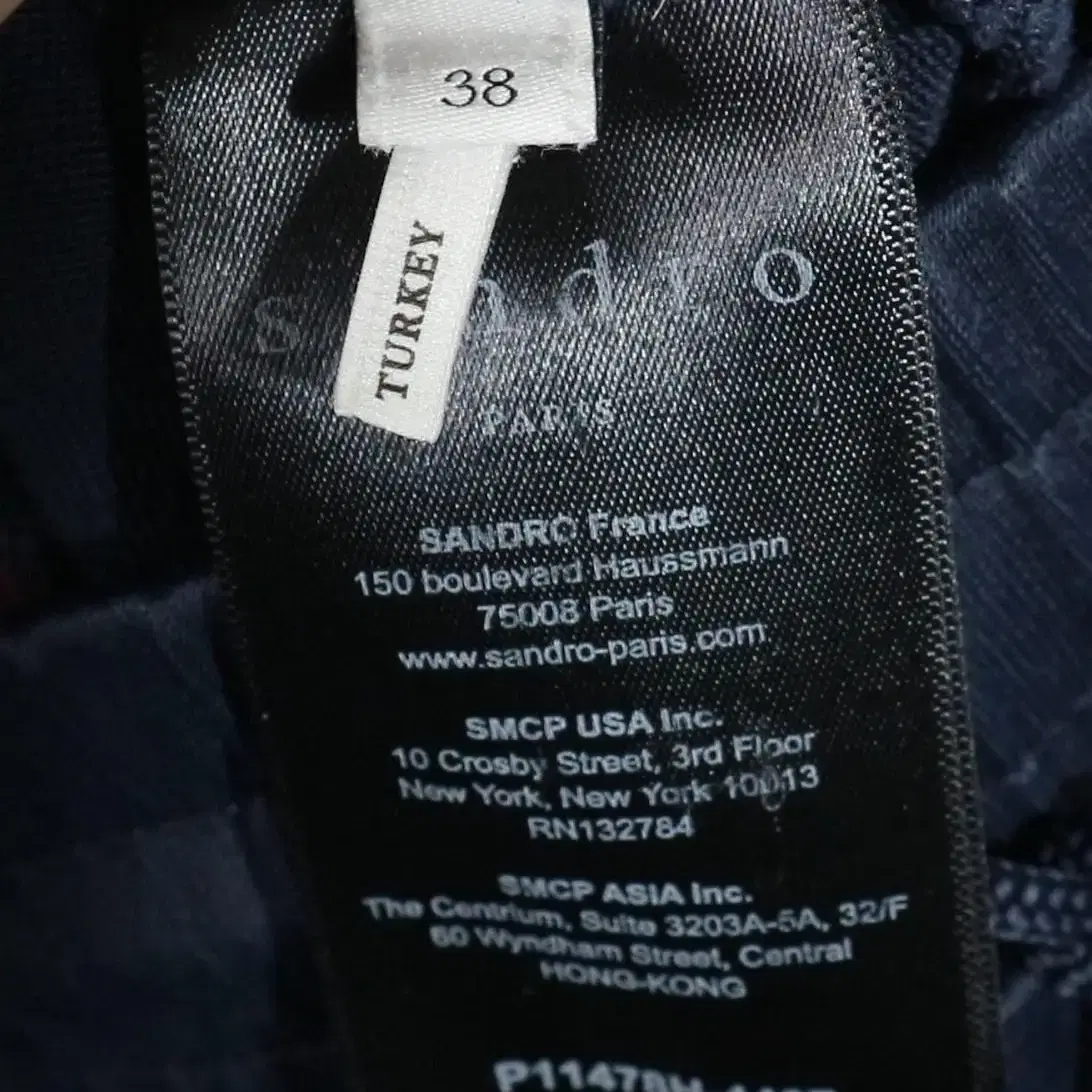 38
TURKEY
sandro
PARIS
SANDRO France
150 boulevard Haussmann
75008 Paris
www.sandro-paris.com
SMCP USA Inc.
10 Crosby Street, 3rd Floor
New York, New York 10013
RN132784
SMCP ASIA Inc.
The Centrium, Suite 3203A-5A, 32/F
60 Wyndham Street, Central
HONG-KONG